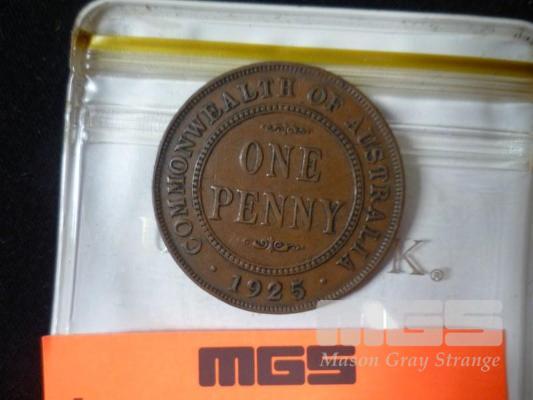 COMMONWEALTH OF AUSTRALIA
ONE
PENNY
· 1925 ·
K®
MGS
Mason Gray Strange
MGS